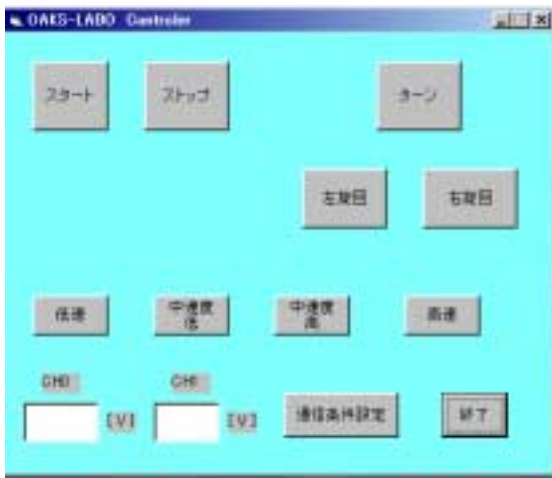 OAKS-LABO Controler
スタート ストップ ターン
左旋回 右旋回
低速 中速度 中速度 高速
低 高
CH0 CH1
[V] [V] 通信条件設定 終了